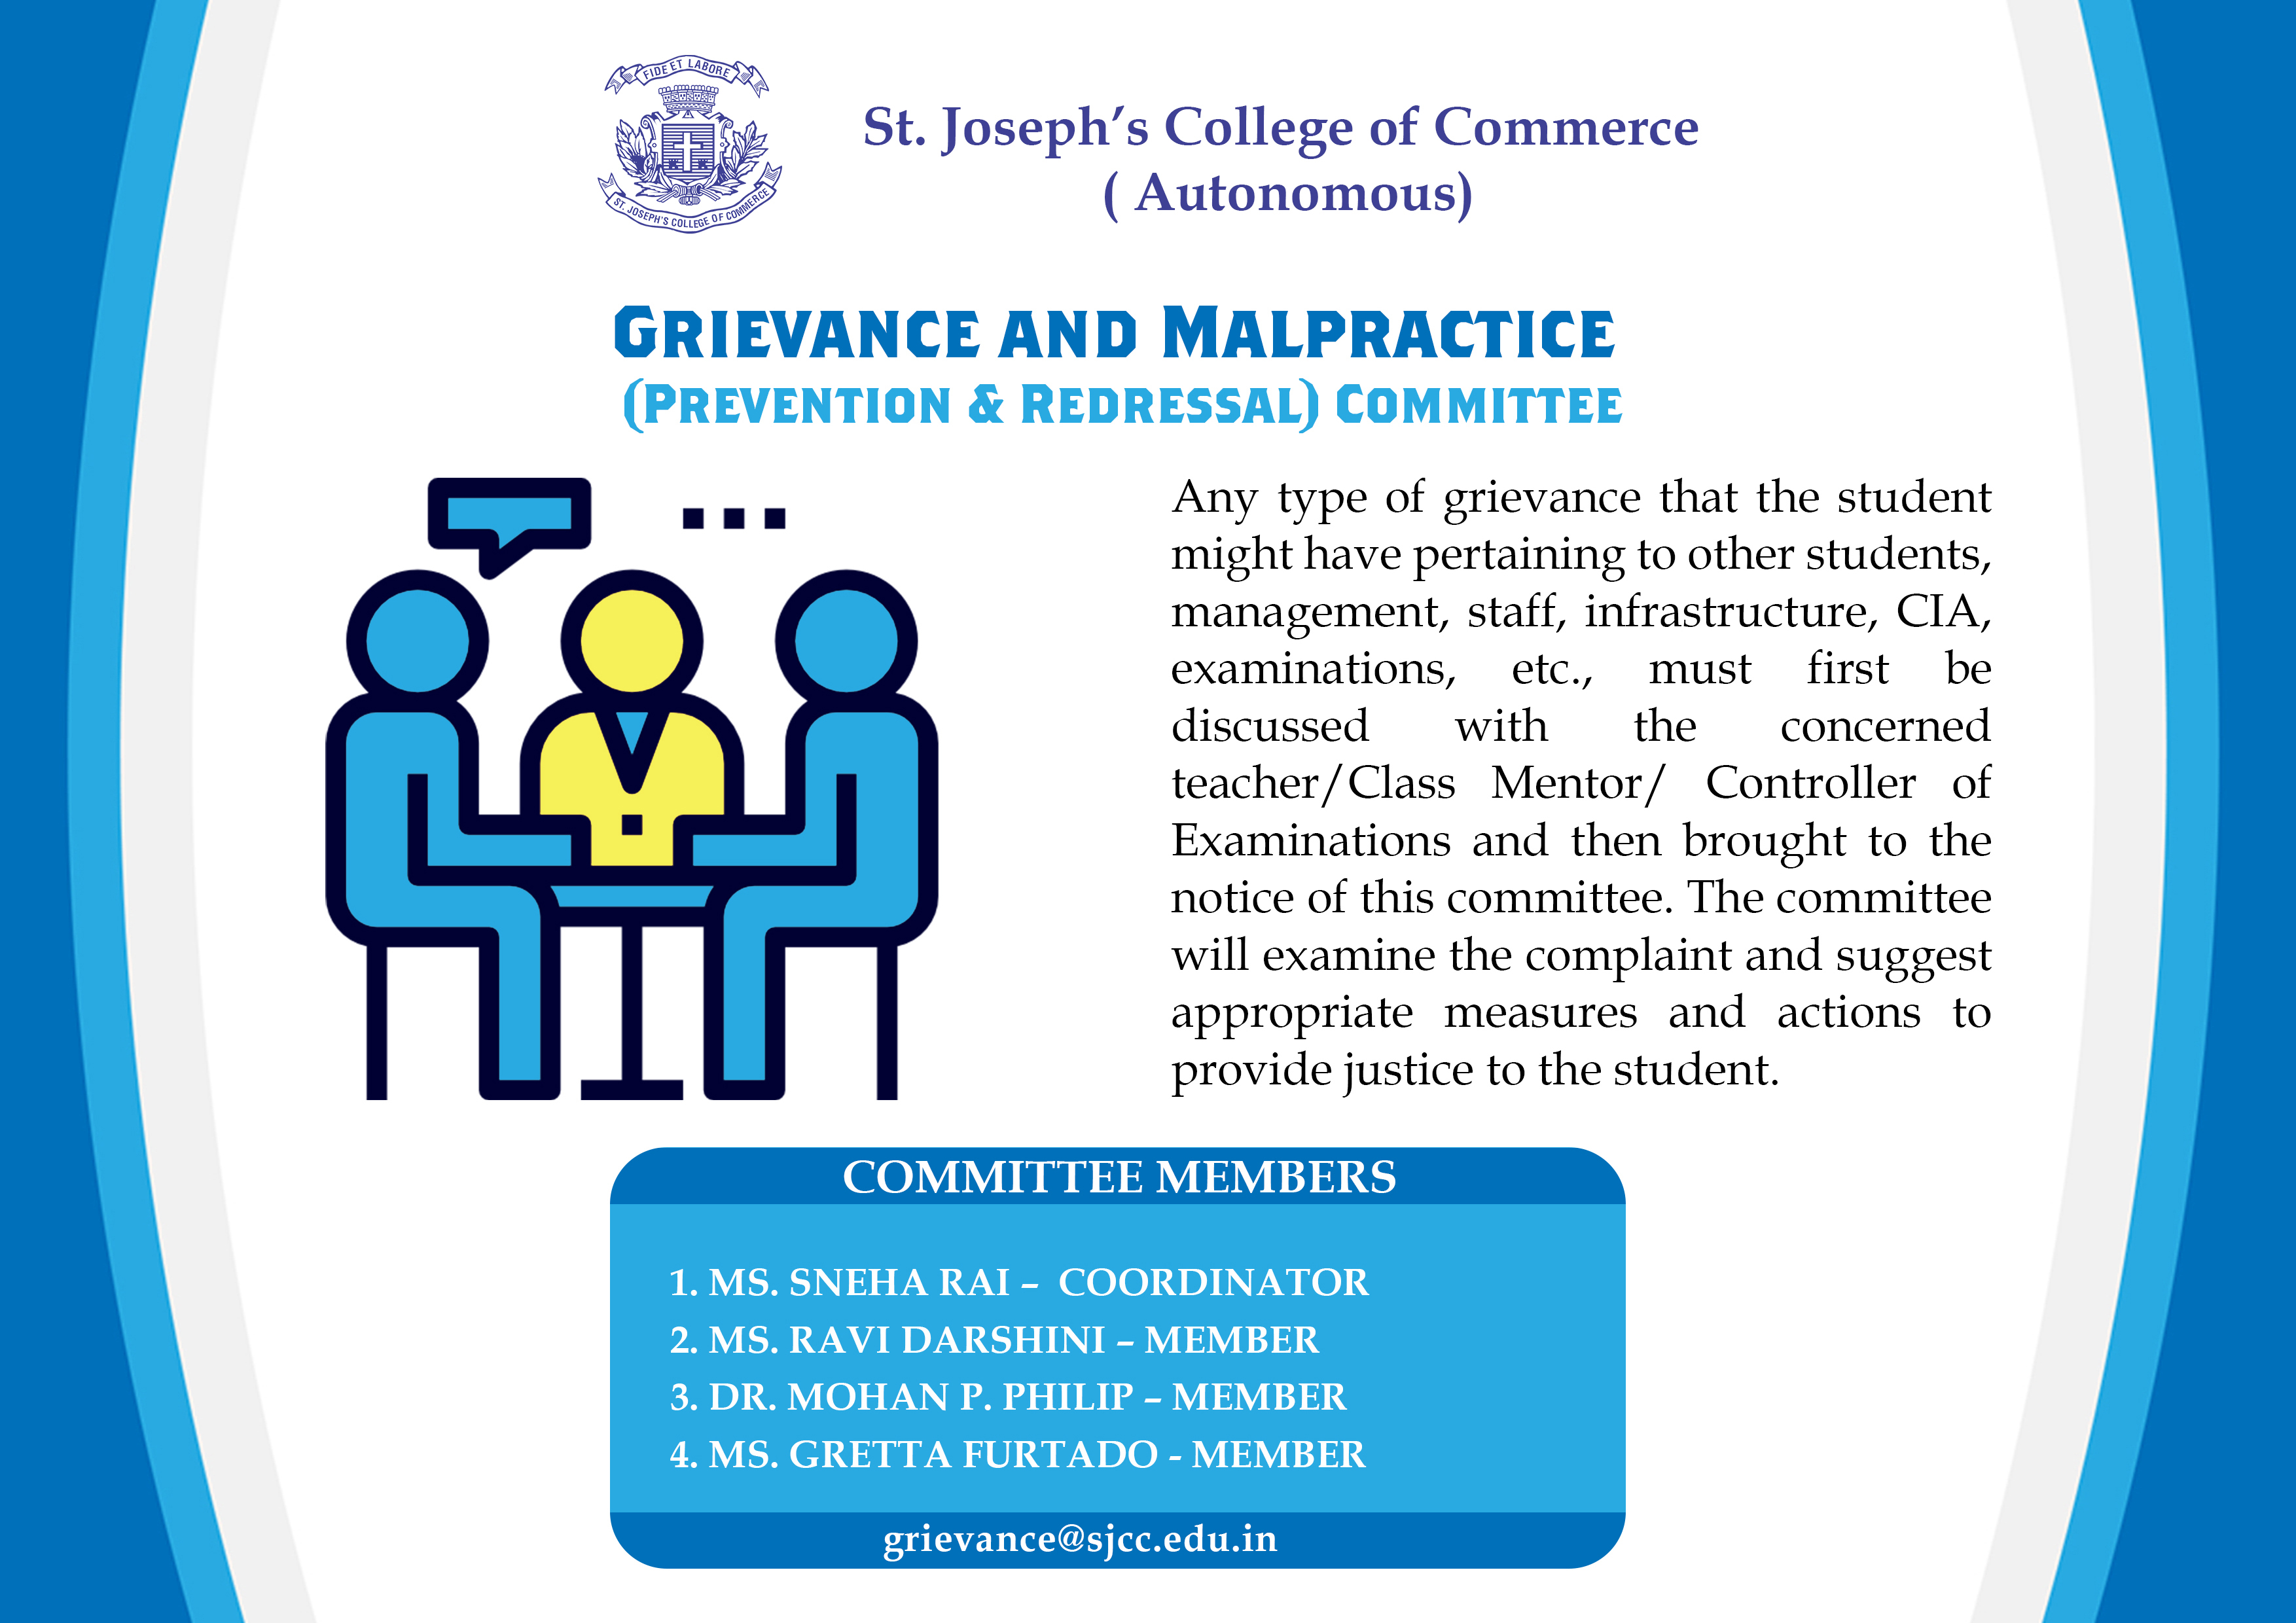 FIDE ET LABORE
ST. JOSEPH'S COLLEGE OF COMMERCE
St. Joseph’s College of Commerce
( Autonomous)
GRIEVANCE AND MALPRACTICE
(PREVENTION & REDRESSAL) COMMITTEE
Any type of grievance that the student
might have pertaining to other students,
management, staff, infrastructure, CIA,
examinations, etc., must first be
discussed with the concerned
teacher/Class Mentor/ Controller of
Examinations and then brought to the
notice of this committee. The committee
will examine the complaint and suggest
appropriate measures and actions to
provide justice to the student.
COMMITTEE MEMBERS
1. MS. SNEHA RAI – COORDINATOR
2. MS. RAVI DARSHINI – MEMBER
3. DR. MOHAN P. PHILIP – MEMBER
4. MS. GRETTA FURTADO - MEMBER
grievance@sjcc.edu.in